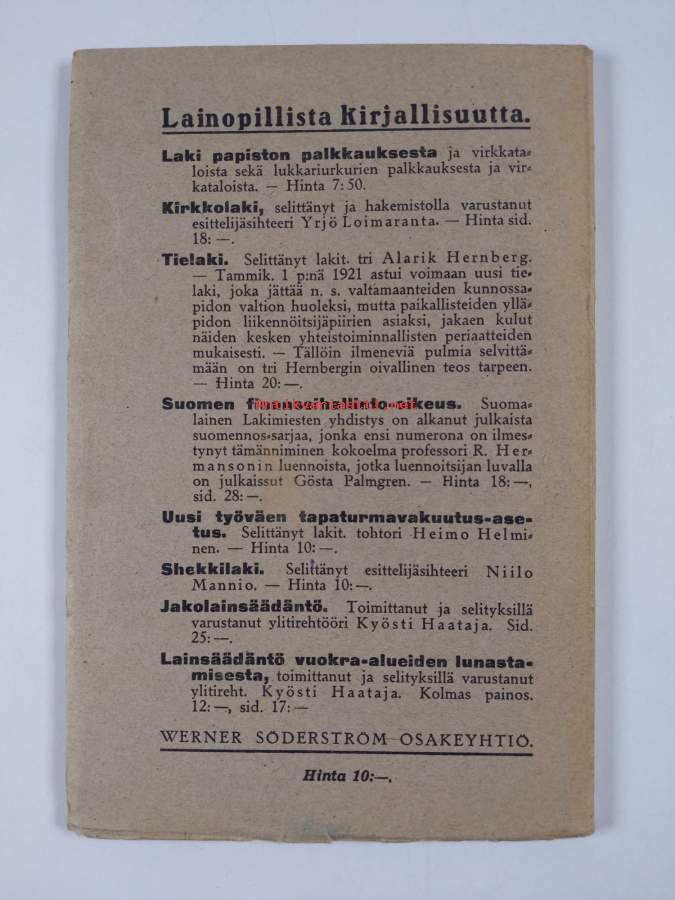 Lainopillista kirjallisuutta.
Laki papiston palkkauksesta ja virkkata-
loista sekä lukkariurkurien palkkauksesta ja vir-
kataloista. — Hinta 7:50.
Kirkkolaki, selittänyt ja hakemistolla varustanut
esittelijäsihteeri Yrjö Loimaranta. — Hinta sid.
18:—.
Tielaki. Selittänyt lakit. tri Alarik Hernberg.
— Tammik. 1 p:nä 1921 astui voimaan uusi tie-
laki, joka jättää n. s. valtamaanteiden kunnossa-
pidon valtion huoleksi, mutta paikallisteiden yllä-
pidon liikennöitsijäpiirien asiaksi, jakaen kulut
näiden kesken yhteistoiminnallisten periaatteiden
mukaisesti. — Tällöin ilmeneviä pulmia selvittä-
mään on tri Hernbergin oivallinen teos tarpeen.
— Hinta 20:—.
Suomen oikeus. Suoma-
lainen Lakimiesten yhdistys on alkanut julkaista
suomennos-sarjaa, jonka ensi numerona on ilmes-
tynyt tämänniminen kokoelma professori R. Her-
mansonin luennoista, jotka luennoitsijan luvalla
on julkaissut Gösta Palmgren. — Hinta 18:—,
sid. 28:—.
Uusi työväen tapaturmavakuutus-ase-
tus. Selittänyt lakit. tohtori Heimo Helmi-
nen. — Hinta 10:—.
Shekkilaki. Selittänyt esittelijäsihteeri Niilo
Mannio. — Hinta 10:—.
Jakolainsäädäntö. Toimittanut ja selityksillä
varustanut ylitirehtööri Kyösti Haataja. Sid.
25:—.
Lainsäädäntö vuokra-alueiden lunasta-
misesta, toimittanut ja selityksillä varustanut
ylitireht. Kyösti Haataja. Kolmas painos.
12:—, sid. 17:—
WERNER SÖDERSTRÖM OSAKEYHTIÖ.
Hinta 10:—.